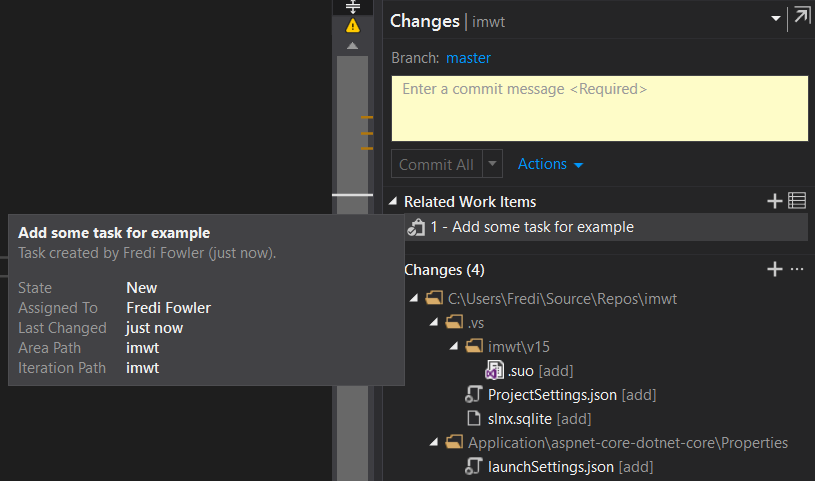 Changes | imwt
Branch: master
Enter a commit message <Required>
Commit All Actions
Related Work Items
1 - Add some task for example
Add some task for example
Task created by Fredi Fowler (just now).
State New
Assigned To Fredi Fowler
Last Changed just now
Area Path imwt
Iteration Path imwt
Changes (4)
C:\Users\Fredi\Source\Repos\imwt
.vs
imwt\v15
.suo [add]
ProjectSettings.json [add]
slnx.sqlite [add]
Application\aspnet-core-dotnet-core\Properties
launchSettings.json [add]